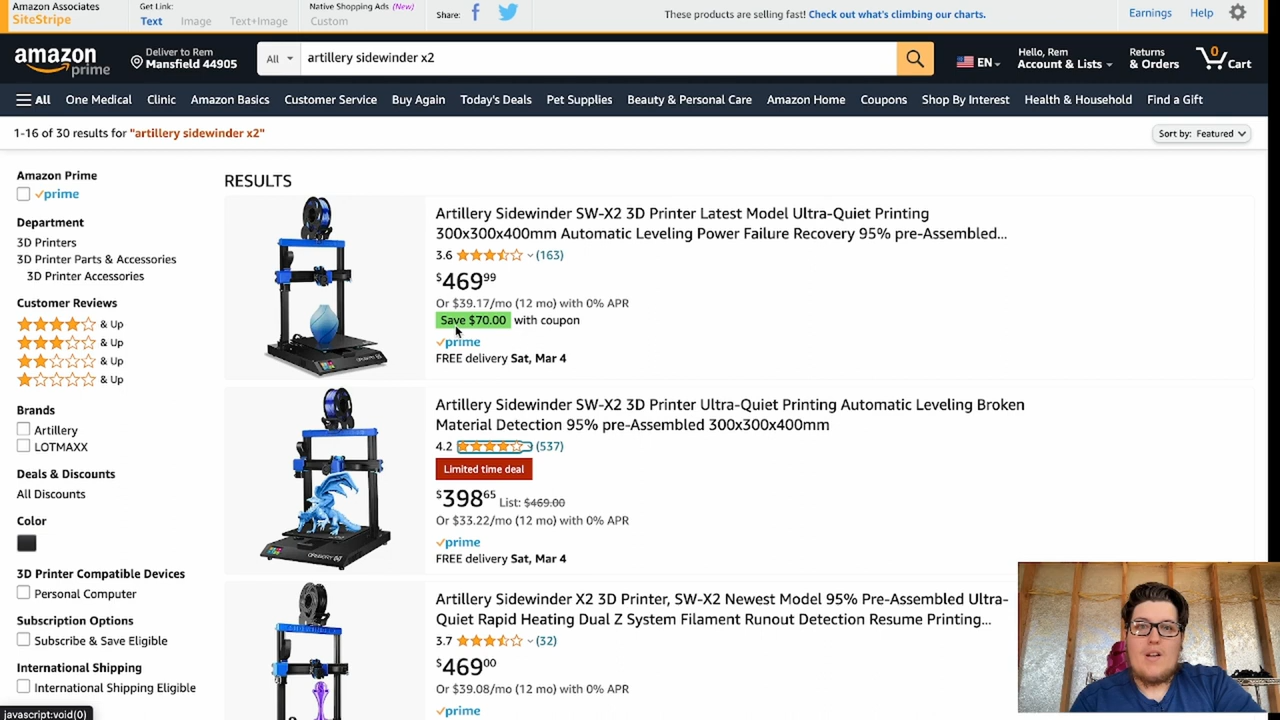 Amazon Associates
SiteStripe
Get Link:
Text Image Text+Image
Native Shopping Ads (New)
Custom
Share:
These products are selling fast! Check out what's climbing our charts.
Earnings Help
amazon
prime
Deliver to Rem
Mansfield 44905
All
artillery sidewinder x2
EN
Hello, Rem
Account & Lists
Returns
& Orders
0
Cart
All One Medical Clinic Amazon Basics Customer Service Buy Again Today's Deals Pet Supplies Beauty & Personal Care Amazon Home Coupons Shop By Interest Health & Household Find a Gift
1-16 of 30 results for "artillery sidewinder x2"
Sort by: Featured
Amazon Prime
prime
Department
3D Printers
3D Printer Parts & Accessories
3D Printer Accessories
Customer Reviews
& Up
& Up
& Up
& Up
Brands
Artillery
LOTMAXX
Deals & Discounts
All Discounts
Color
3D Printer Compatible Devices
Personal Computer
Subscription Options
Subscribe & Save Eligible
International Shipping
International Shipping Eligible
javascript:void(0)
RESULTS
Artillery Sidewinder SW-X2 3D Printer Latest Model Ultra-Quiet Printing
300x300x400mm Automatic Leveling Power Failure Recovery 95% pre-Assembled...
3.6 (163)
$46999
Or $39.17/mo (12 mo) with 0% APR
Save $70.00 with coupon
prime
FREE delivery Sat, Mar 4
Artillery Sidewinder SW-X2 3D Printer Ultra-Quiet Printing Automatic Leveling Broken
Material Detection 95% pre-Assembled 300x300x400mm
4.2 (537)
Limited time deal
$39865 List: $469.00
Or $33.22/mo (12 mo) with 0% APR
prime
FREE delivery Sat, Mar 4
Artillery Sidewinder X2 3D Printer, SW-X2 Newest Model 95% Pre-Assembled Ultra-
Quiet Rapid Heating Dual Z System Filament Runout Detection Resume Printing...
3.7 (32)
$46900
Or $39.08/mo (12 mo) with 0% APR
prime